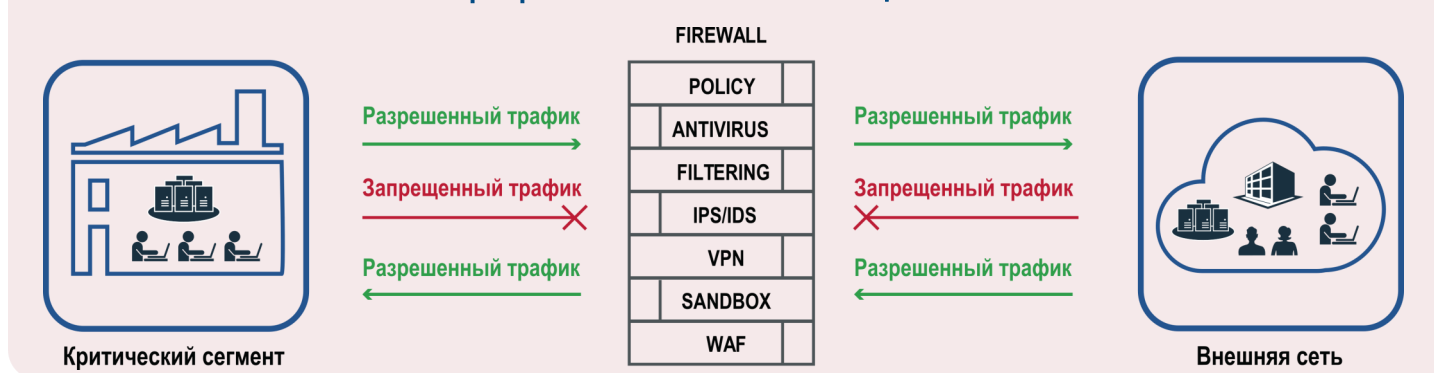 FIREWALL
POLICY
ANTIVIRUS
FILTERING
IPS/IDS
VPN
SANDBOX
WAF
Разрешенный трафик
Запрещенный трафик
Разрешенный трафик
Разрешенный трафик
Запрещенный трафик
Разрешенный трафик
Критический сегмент
Внешняя сеть